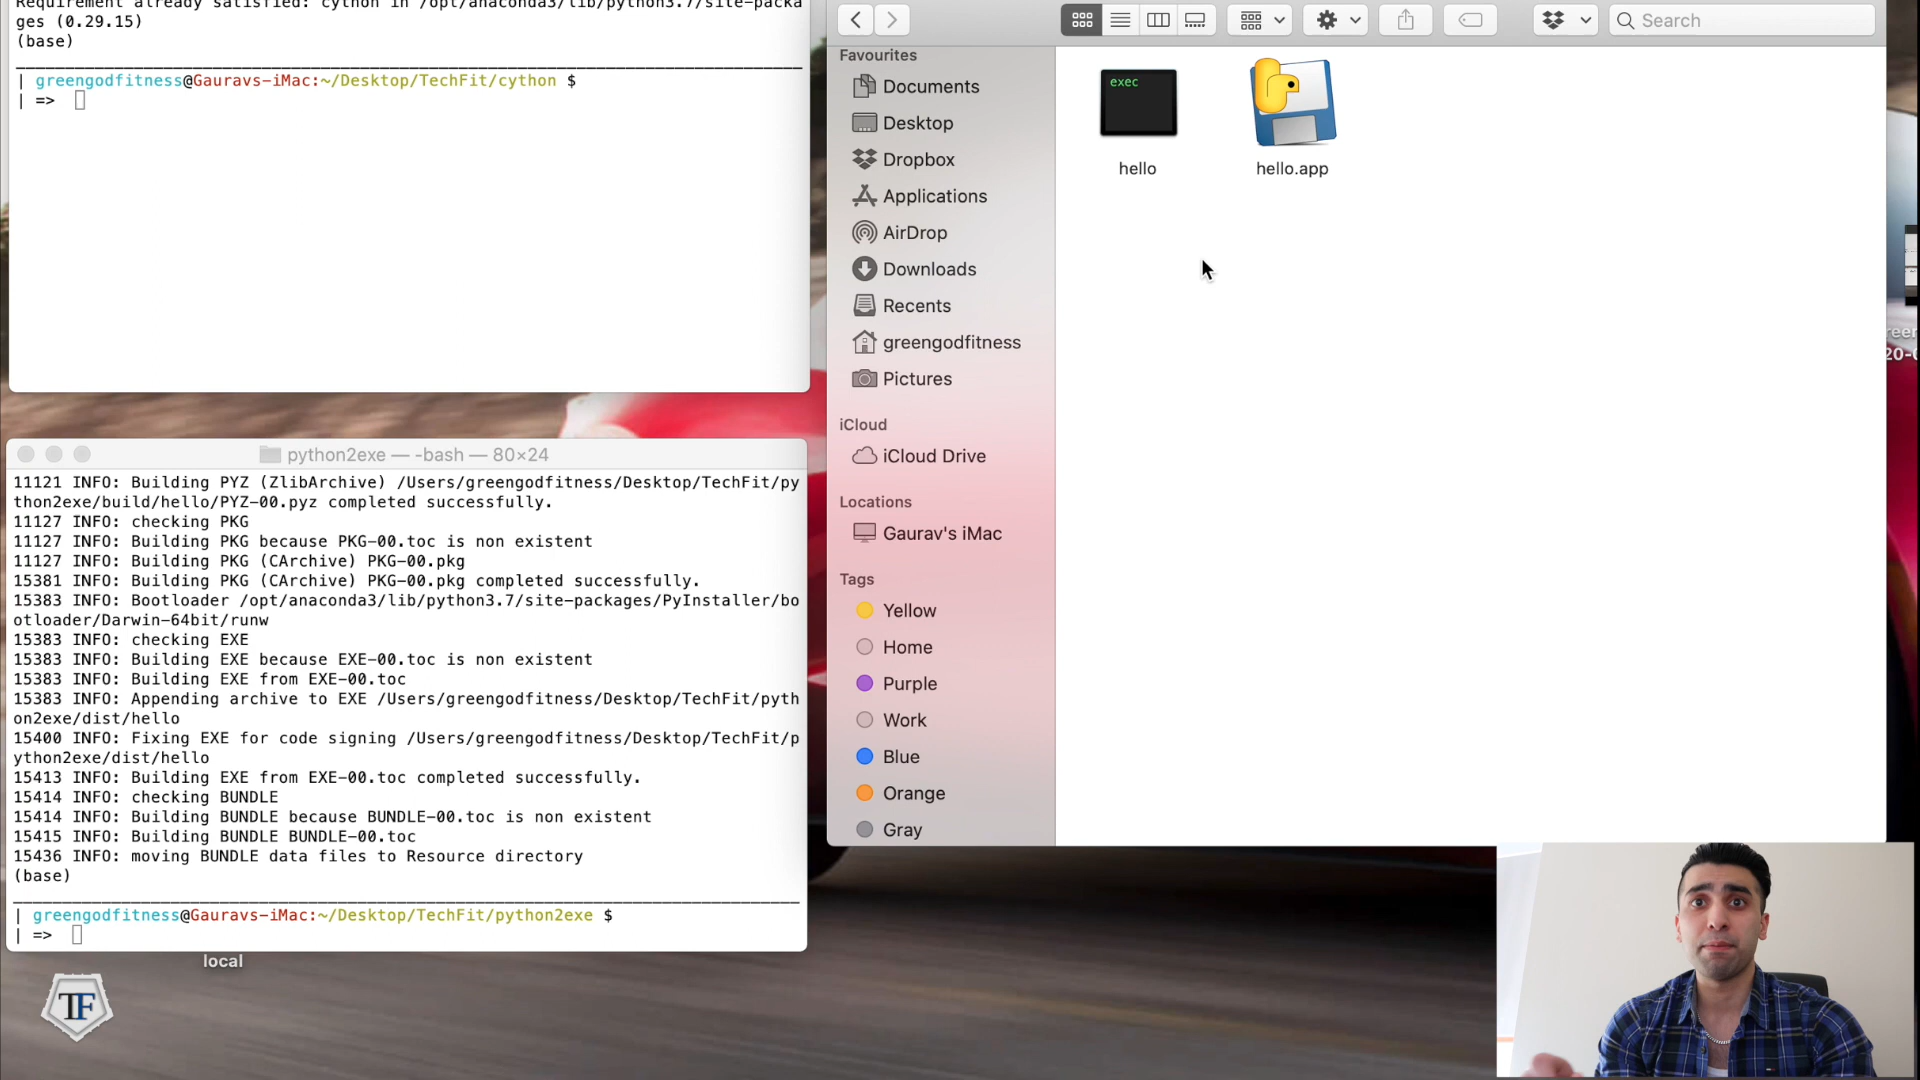 Requirement already satisfied: cython in /opt/anaconda3/lib/python3.7/site-packa
ges (0.29.15)
(base)
| greengodfitness@Gauravs-iMac:~/Desktop/TechFit/cython $
| =>
python2exe — -bash — 80×24
11121 INFO: Building PYZ (ZlibArchive) /Users/greengodfitness/Desktop/TechFit/py
thon2exe/build/hello/PYZ-00.pyz completed successfully.
11127 INFO: checking PKG
11127 INFO: Building PKG because PKG-00.toc is non existent
11127 INFO: Building PKG (CArchive) PKG-00.pkg
15381 INFO: Building PKG (CArchive) PKG-00.pkg completed successfully.
15383 INFO: Bootloader /opt/anaconda3/lib/python3.7/site-packages/PyInstaller/bo
otloader/Darwin-64bit/runw
15383 INFO: checking EXE
15383 INFO: Building EXE because EXE-00.toc is non existent
15383 INFO: Building EXE from EXE-00.toc
15383 INFO: Appending archive to EXE /Users/greengodfitness/Desktop/TechFit/pyth
on2exe/dist/hello
15400 INFO: Fixing EXE for code signing /Users/greengodfitness/Desktop/TechFit/p
ython2exe/dist/hello
15413 INFO: Building EXE from EXE-00.toc completed successfully.
15414 INFO: checking BUNDLE
15414 INFO: Building BUNDLE because BUNDLE-00.toc is non existent
15415 INFO: Building BUNDLE BUNDLE-00.toc
15436 INFO: moving BUNDLE data files to Resource directory
(base)
| greengodfitness@Gauravs-iMac:~/Desktop/TechFit/python2exe $
| =>
local
TF
Search
Favourites
Documents
Desktop
Dropbox
Applications
AirDrop
Downloads
Recents
greengodfitness
Pictures
iCloud
iCloud Drive
Locations
Gaurav's iMac
Tags
Yellow
Home
Purple
Work
Blue
Orange
Gray
exec
hello
hello.app